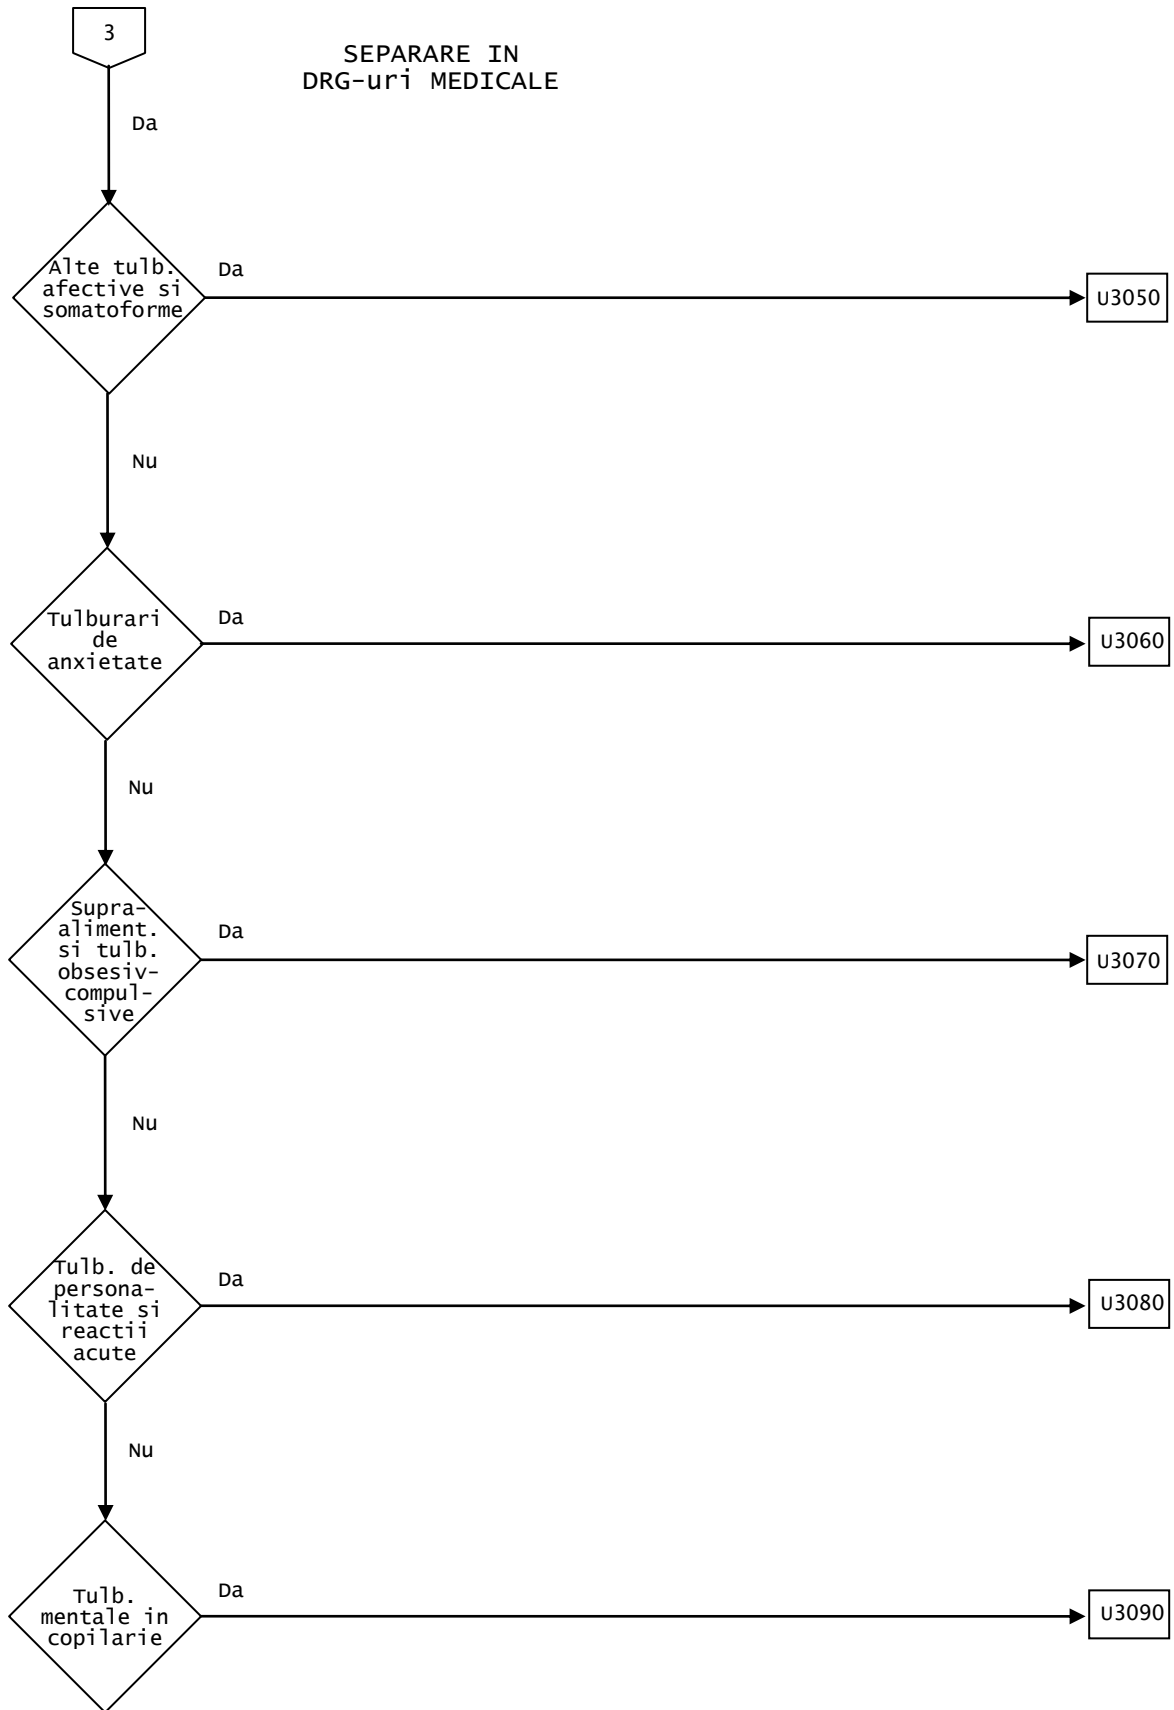 3
SEPARARE IN
DRG-uri MEDICALE
Da
Alte tulb.
afective si
somatoforme
Da
U3050
Nu
Tulburari
de
anxietate
Da
U3060
Nu
Supra-
aliment.
si tulb.
obsesiv-
compul-
sive
Da
U3070
Nu
Tulb. de
persona-
litate si
reactii
acute
Da
U3080
Nu
Tulb.
mentale in
copilarie
Da
U3090